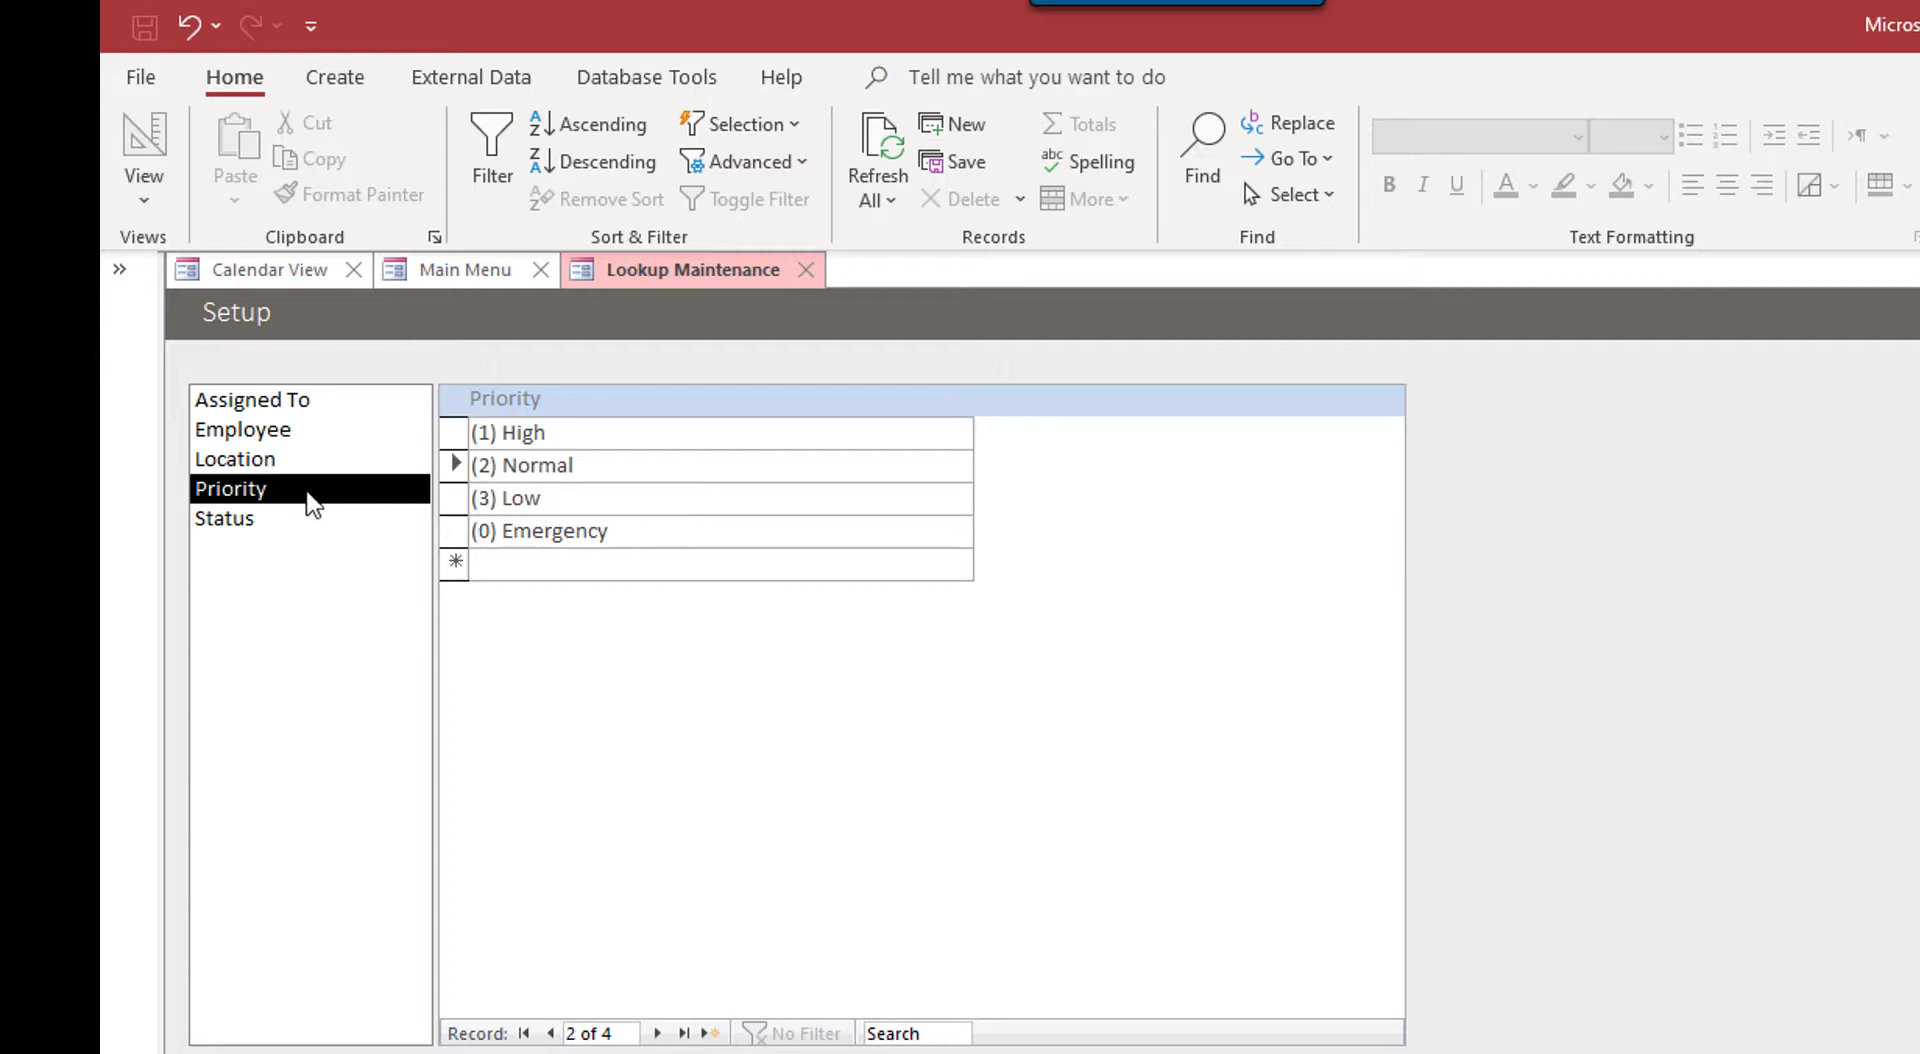 Micros
File Home Create External Data Database Tools Help Tell me what you want to do
View
Views
Paste
Cut
Copy
Format Painter
Clipboard
Filter
Ascending
Descending
Remove Sort
Selection
Advanced
Toggle Filter
Sort & Filter
Refresh
All
New
Save
Delete
Totals
Spelling
More
Records
Find
Replace
Go To
Select
Find
B I U A
Text Formatting
Calendar View Main Menu Lookup Maintenance
Setup
Assigned To
Employee
Location
Priority
Status
Priority
(1) High
(2) Normal
(3) Low
(0) Emergency
Record: 2 of 4 No Filter Search